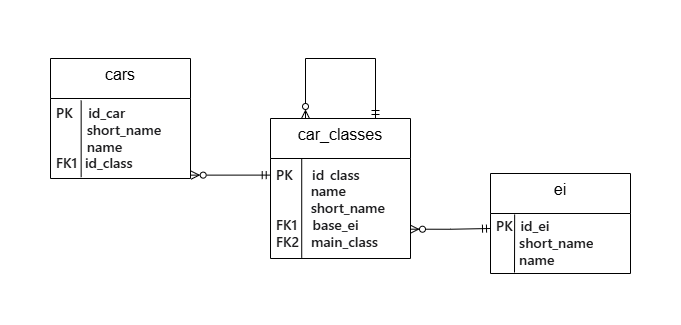 cars
PK id_car
short_name
name
FK1 id_class
car_classes
PK id_class
name
short_name
FK1 base_ei
FK2 main_class
ei
PK id_ei
short_name
name